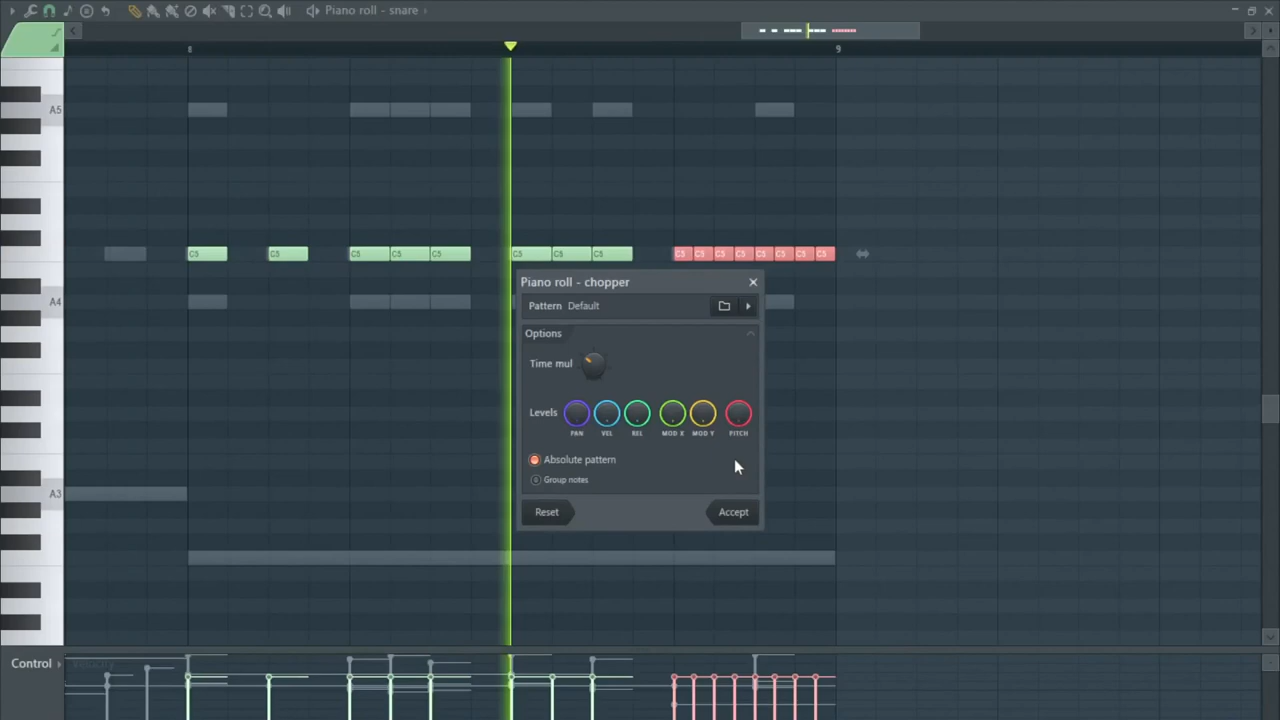 Piano roll - snare
8
9
A5
C5 C5 C5 C5 C5 C5 C5 C5 C5 C5 C5 C5 C5 C5 C5 C5
A4
Piano roll - chopper
Pattern Default
Options
Time mul
Levels
PAN VEL REL MOD X MOD Y PITCH
Absolute pattern
Group notes
A3
Reset Accept
Control Velocity